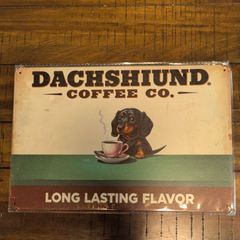 DACHSHIUND.
COFFEE CO.
LONG LASTING FLAVOR